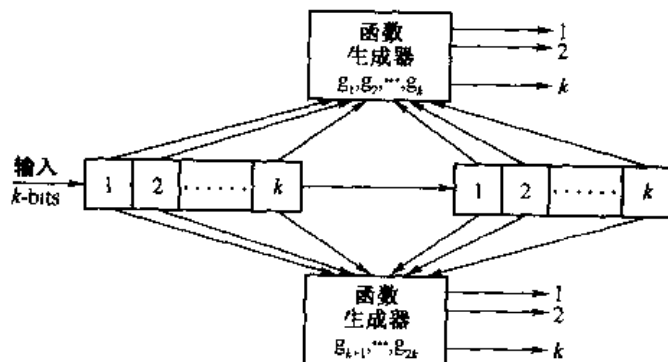 函数
生成器
g₁,g₂,···,gₖ
1
2
k
输入
k-bits
1 2 ······ k
1 2 ······ k
函数
生成器
gₖ₊₁,···,g₂ₖ
1
2
k